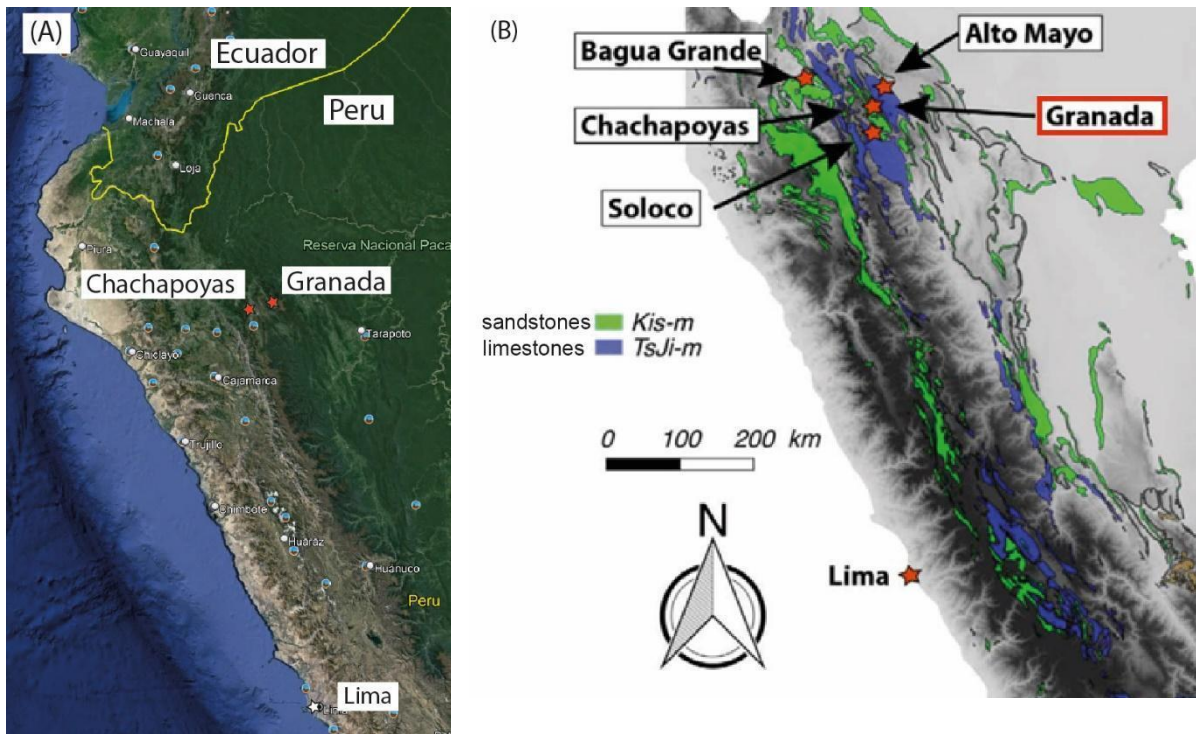 (A)
Guayaquil
Ecuador
Cuenca
Machala
Peru
Loja
Reserva Nacional Paca
Piura
Chachapoyas
Granada
Tarapoto
Chiclayo
Cajamarca
Trujillo
Chimbote
Huaraz
Huánuco
Peru
Lima
(B)
Bagua Grande
Alto Mayo
Chachapoyas
Granada
Soloco
sandstones Kis-m
limestones TsJi-m
0 100 200 km
N
Lima